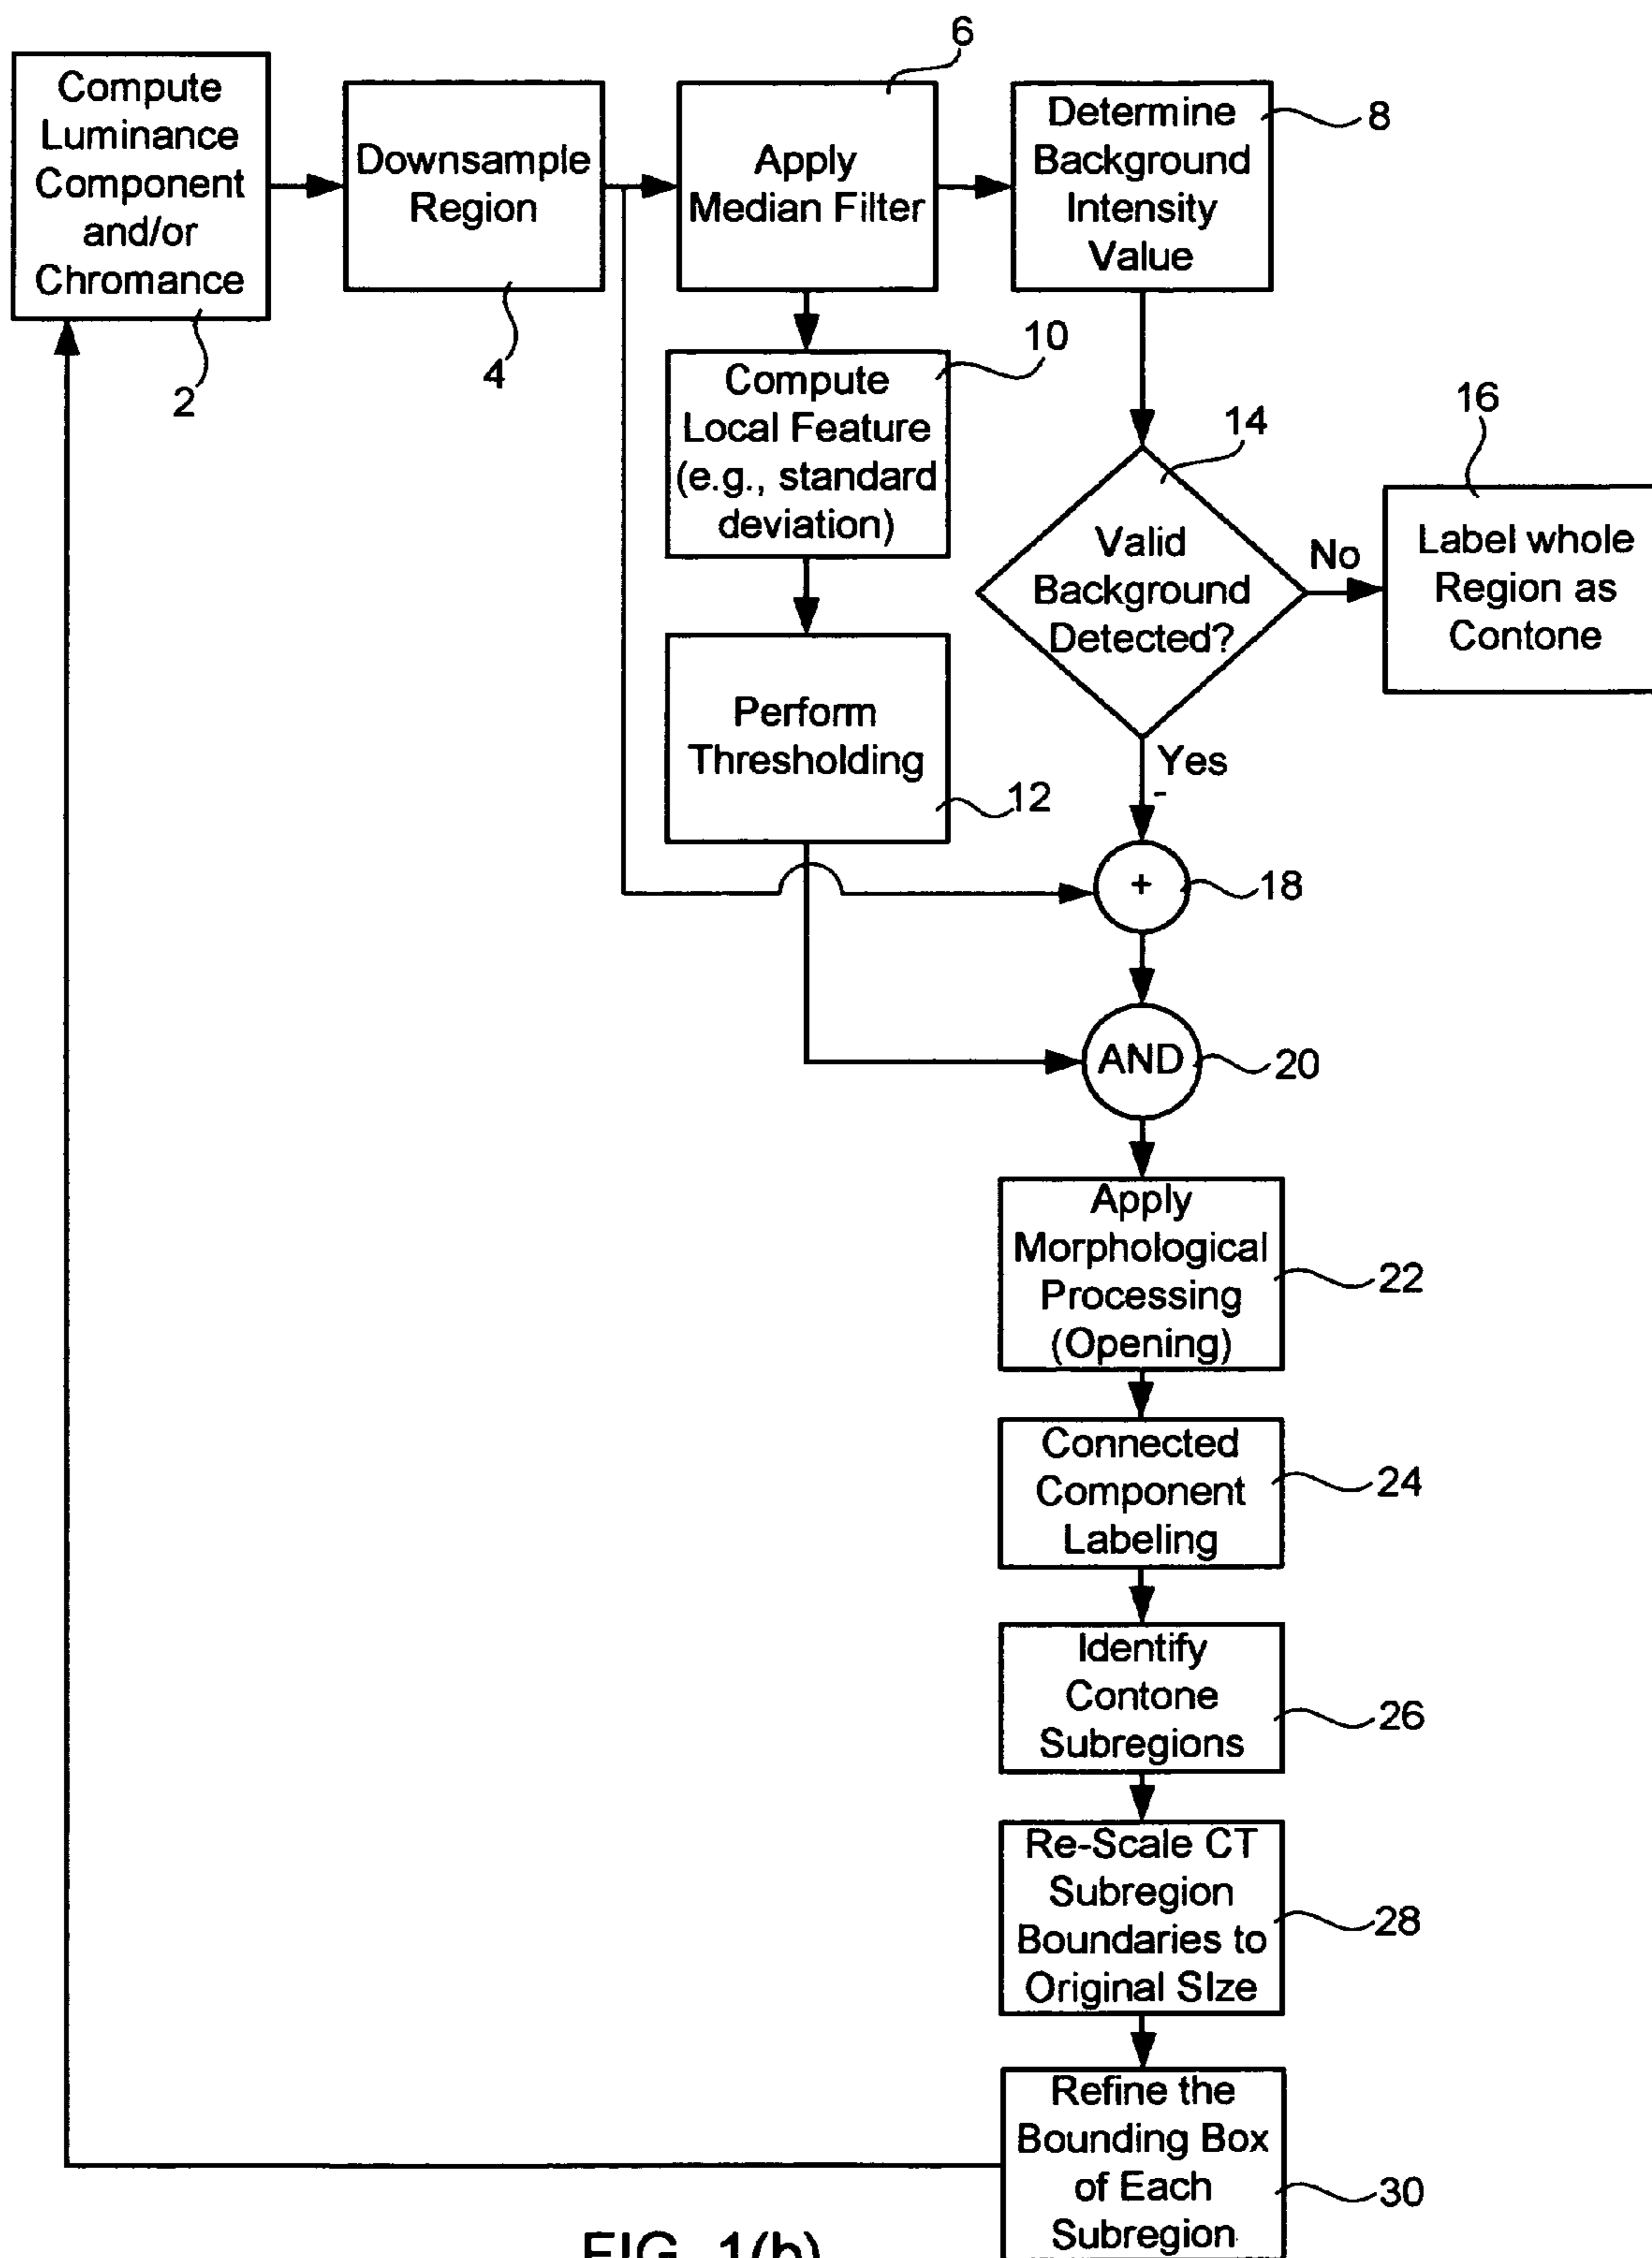 6
Compute
Luminance
Component
and/or
Chromance
2
Downsample
Region
4
Apply
Median Filter
Determine
Background
Intensity
Value
8
10
Compute
Local Feature
(e.g., standard
deviation)
14
Valid
Background
Detected?
No
16
Label whole
Region as
Contone
Perform
Thresholding
12
Yes
-
+
18
AND
20
Apply
Morphological
Processing
(Opening)
22
Connected
Component
Labeling
24
Identify
Contone
Subregions
26
Re-Scale CT
Subregion
Boundaries to
Original SIze
28
Refine the
Bounding Box
of Each
Subregion
30
FIG. 1(b)